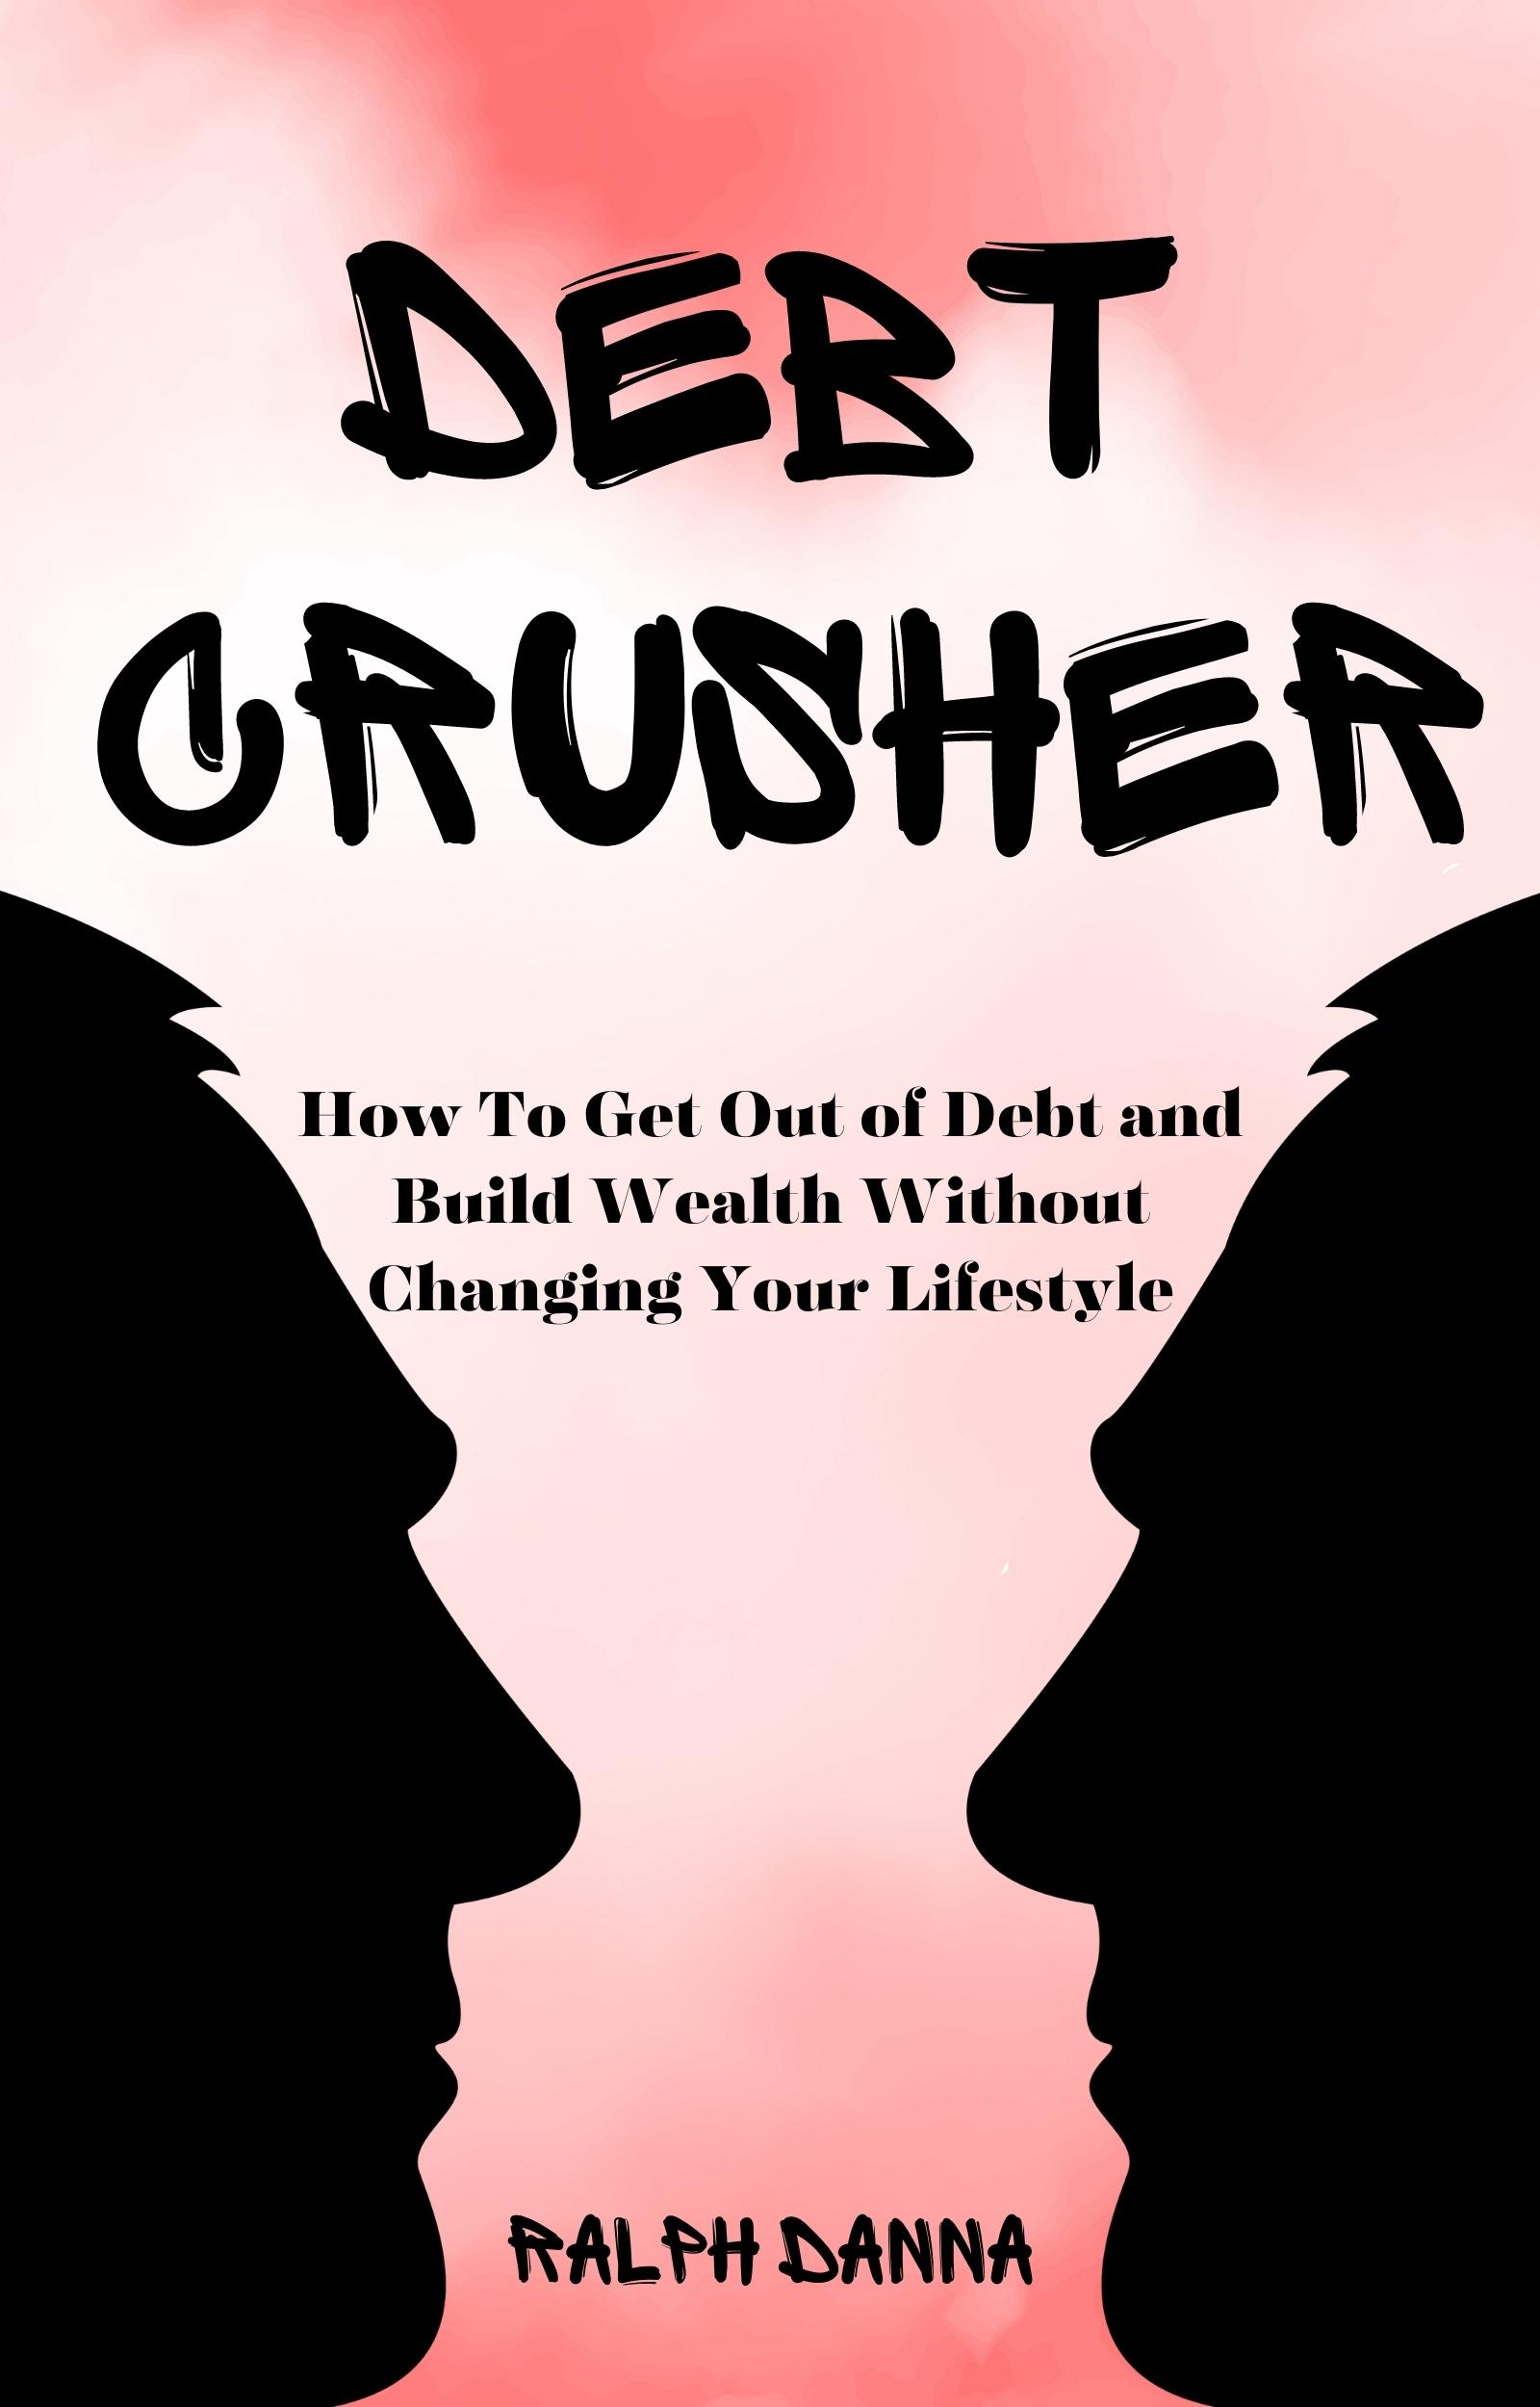 DEBT
CRUSHER
How To Get Out of Debt and
Build Wealth Without
Changing Your Lifestyle
RALPH DANNA